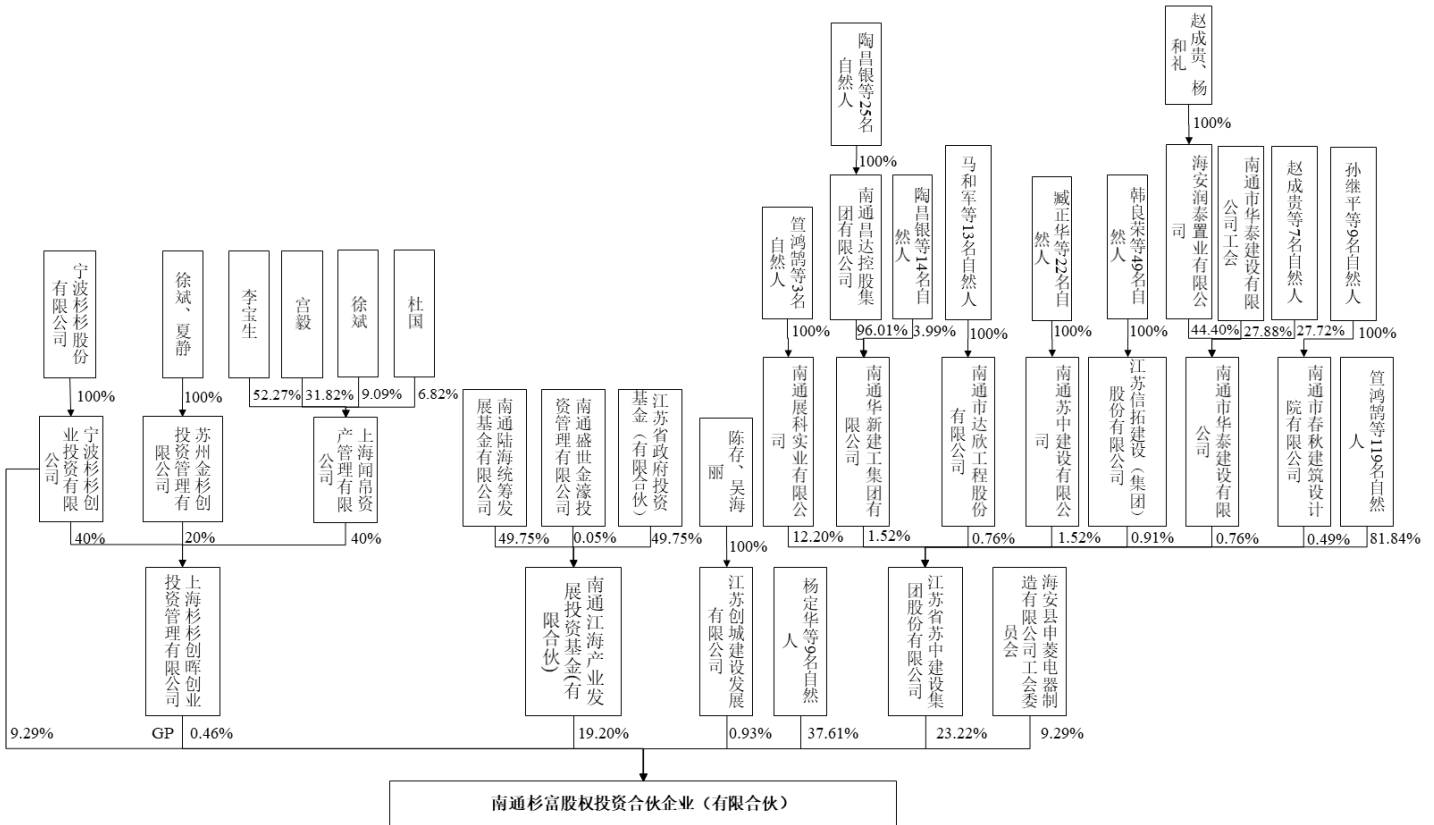 赵成贵、杨
和礼
陶昌银等25名
自然人
100%
100%
笪鸿鹄等3名
自然人
南通昌达控股集
团有限公司
陶昌银等14名自
然人
马和军等13名自然人
臧正华等22名自
然人
韩良荣等49名自
然人
海安润泰置业有限公
司
南通市华泰建设有限
公司工会
赵成贵等7名自然人
孙继平等9名自然人
宁波杉杉股份
有限公司
徐斌、夏静
李宝生
宫毅
徐斌
杜国
100%
96.01%
3.99%
100%
100%
100%
44.40%
27.88%
27.72%
100%
100%
100%
52.27%
31.82%
9.09%
6.82%
宁波杉杉创
业投资有限
公司
苏州金杉创
投资管理有
限公司
上海闻帛资
产管理有限
公司
南通陆海统筹发
展基金有限公司
南通盛世金濠投
资管理有限公司
江苏省政府投资
基金（有限合伙）
陈存、吴海
丽
南通展科实业有限公
司
南通华新建工集团有
限公司
南通市达欣工程股份
有限公司
南通苏中建设有限公
司
江苏信拓建设（集团）
股份有限公司
南通市华泰建设有限
公司
南通市春秋建筑设计
院有限公司
笪鸿鹄等119名自然
人
40%
20%
40%
49.75%
0.05%
49.75%
100%
12.20%
1.52%
0.76%
1.52%
0.91%
0.76%
0.49%
81.84%
上海杉杉创晖创业
投资管理有限公司
南通江海产业发
展投资基金(有
限合伙)
江苏创城建设发展
有限公司
杨定华等9名自然
人
江苏省苏中建设集
团股份有限公司
海安县申菱电器制
造有限公司工会委
员会
9.29%
GP
0.46%
19.20%
0.93%
37.61%
23.22%
9.29%
南通杉富股权投资合伙企业（有限合伙）